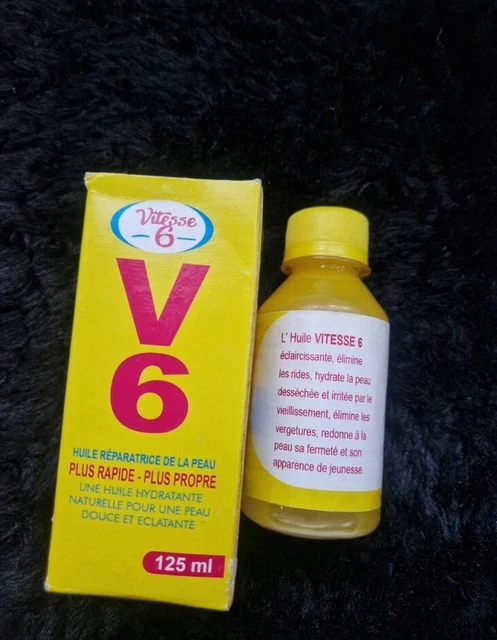 Vitesse
6
V
6
HUILE RÉPARATRICE DE LA PEAU
PLUS RAPIDE - PLUS PROPRE
UNE HUILE HYDRATANTE
NATURELLE POUR UNE PEAU
DOUCE ET ECLATANTE
125 ml
L' Huile VITESSE 6
éclaircissante, élimine
les rides, hydrate la peau
desséchée et irritée par le
vieillissement, élimine les
vergetures, redonne à la
peau sa fermeté et son
apparence de jeunesse.